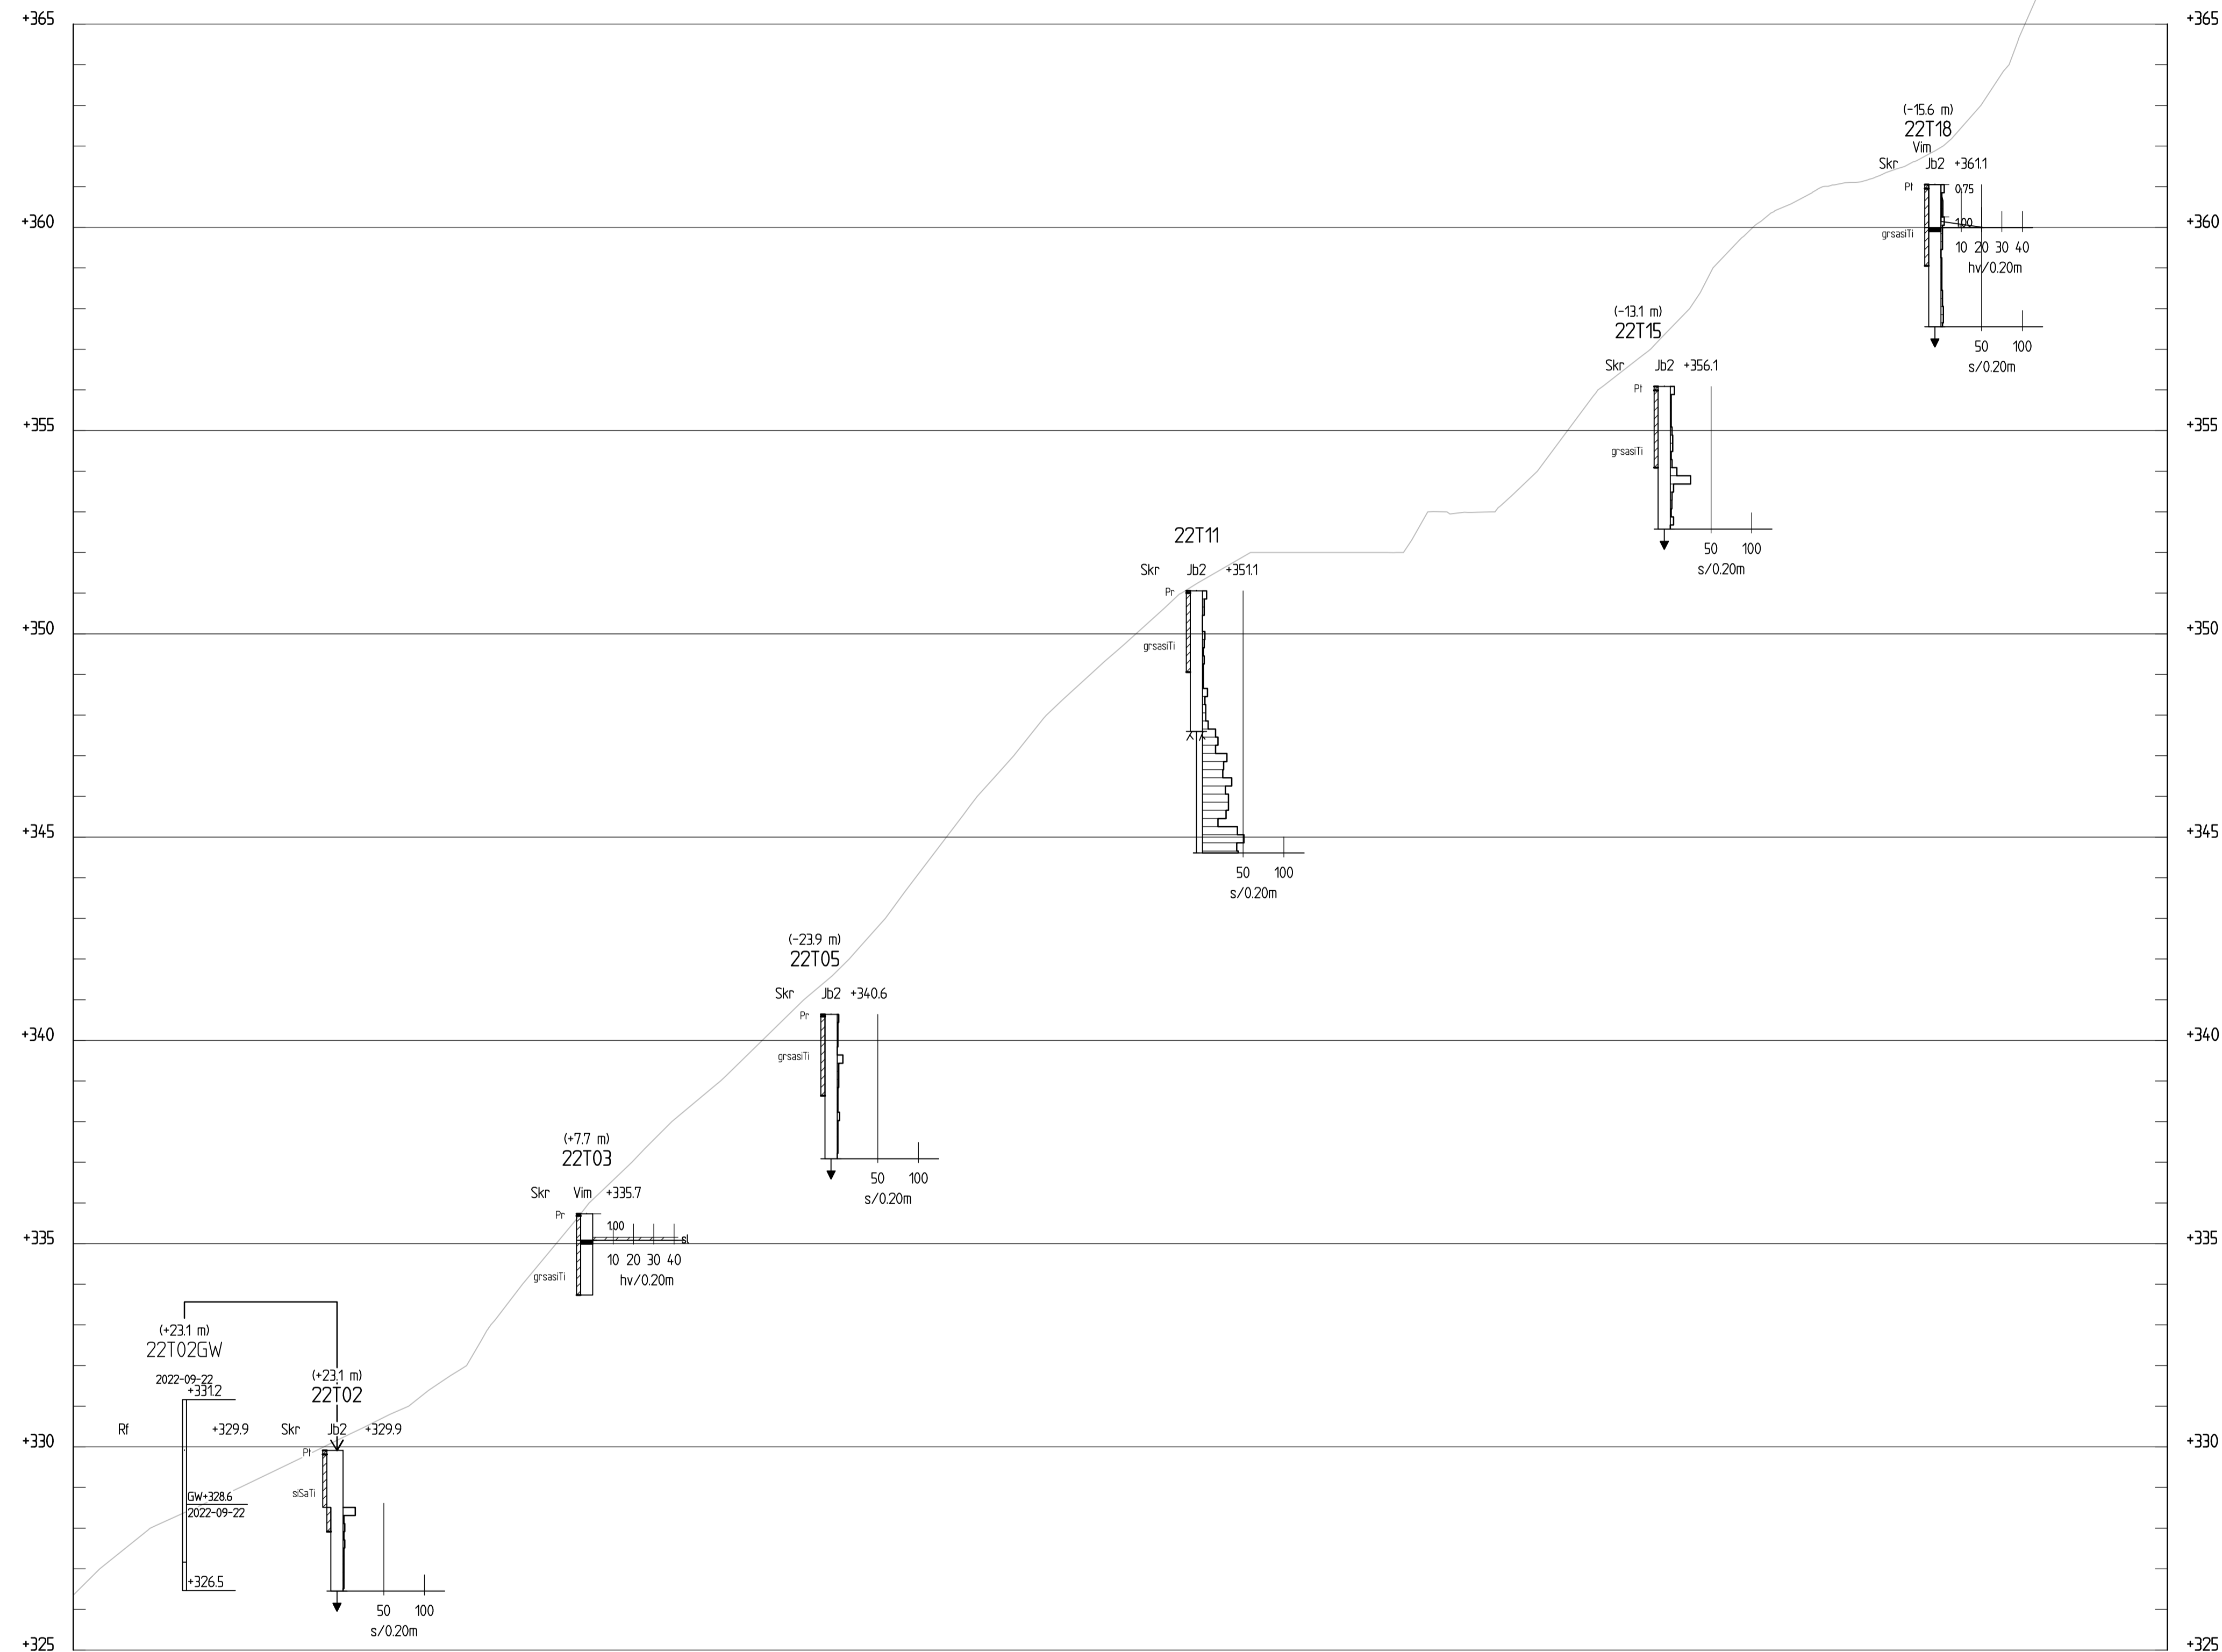 +365 +365
(-15.6 m)
22T18
Vim
Skr Jb2 +361.1
Pt 0.75
+360 1.00 +360
grsasiTi
10 20 30 40
hv/0.20m
50 100
s/0.20m
(-13.1 m)
22T15
Skr Jb2 +356.1
Pt
+355 +355
grsasiTi
50 100
s/0.20m
22T11
Skr Jb2 +351.1
Pr
+350 +350
grsasiTi
+345 +345
50 100
s/0.20m
(-23.9 m)
22T05
Skr Jb2 +340.6
Pr
+340 +340
grsasiTi
50 100
s/0.20m
(+7.7 m)
22T03
Skr Vim +335.7
Pr
1.00
+335 sl +335
10 20 30 40
grsasiTi
hv/0.20m
(+23.1 m)
22T02GW
2022-09-22
+331.2
(+23.1 m)
22T02
Rf +329.9
Skr Jb2 +329.9
+330 +330
Pt
siSaTi
GW+328.6
2022-09-22
+326.5
50 100
s/0.20m
+325 +325